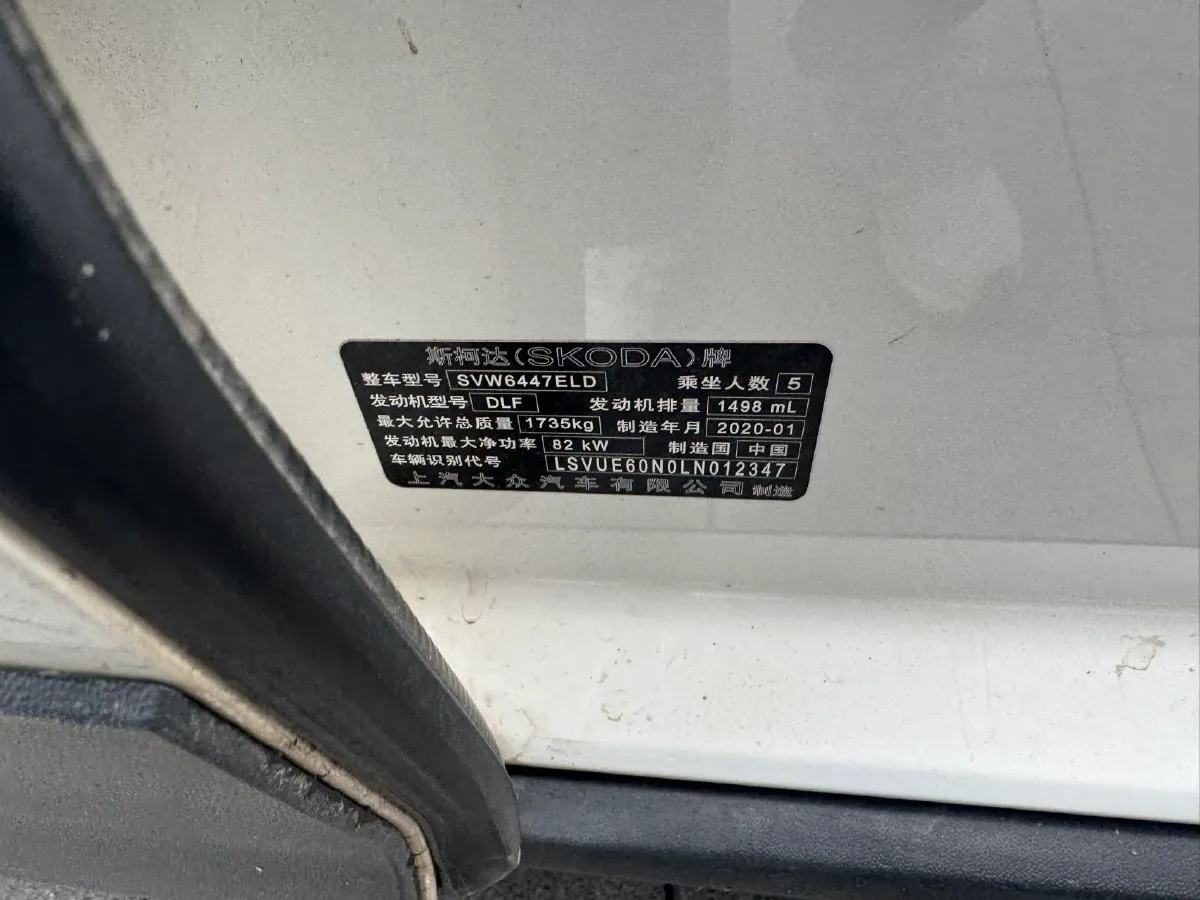 斯柯达(SKODA)牌
整车型号 SVW6447ELD 乘坐人数 5
发动机型号 DLF 发动机排量 1498 mL
最大允许总质量 1735kg 制造年月 2020-01
发动机最大净功率 82 kW 制造国 中国
车辆识别代号 LSVUE60N0LN012347
上汽大众汽车有限公司 制造